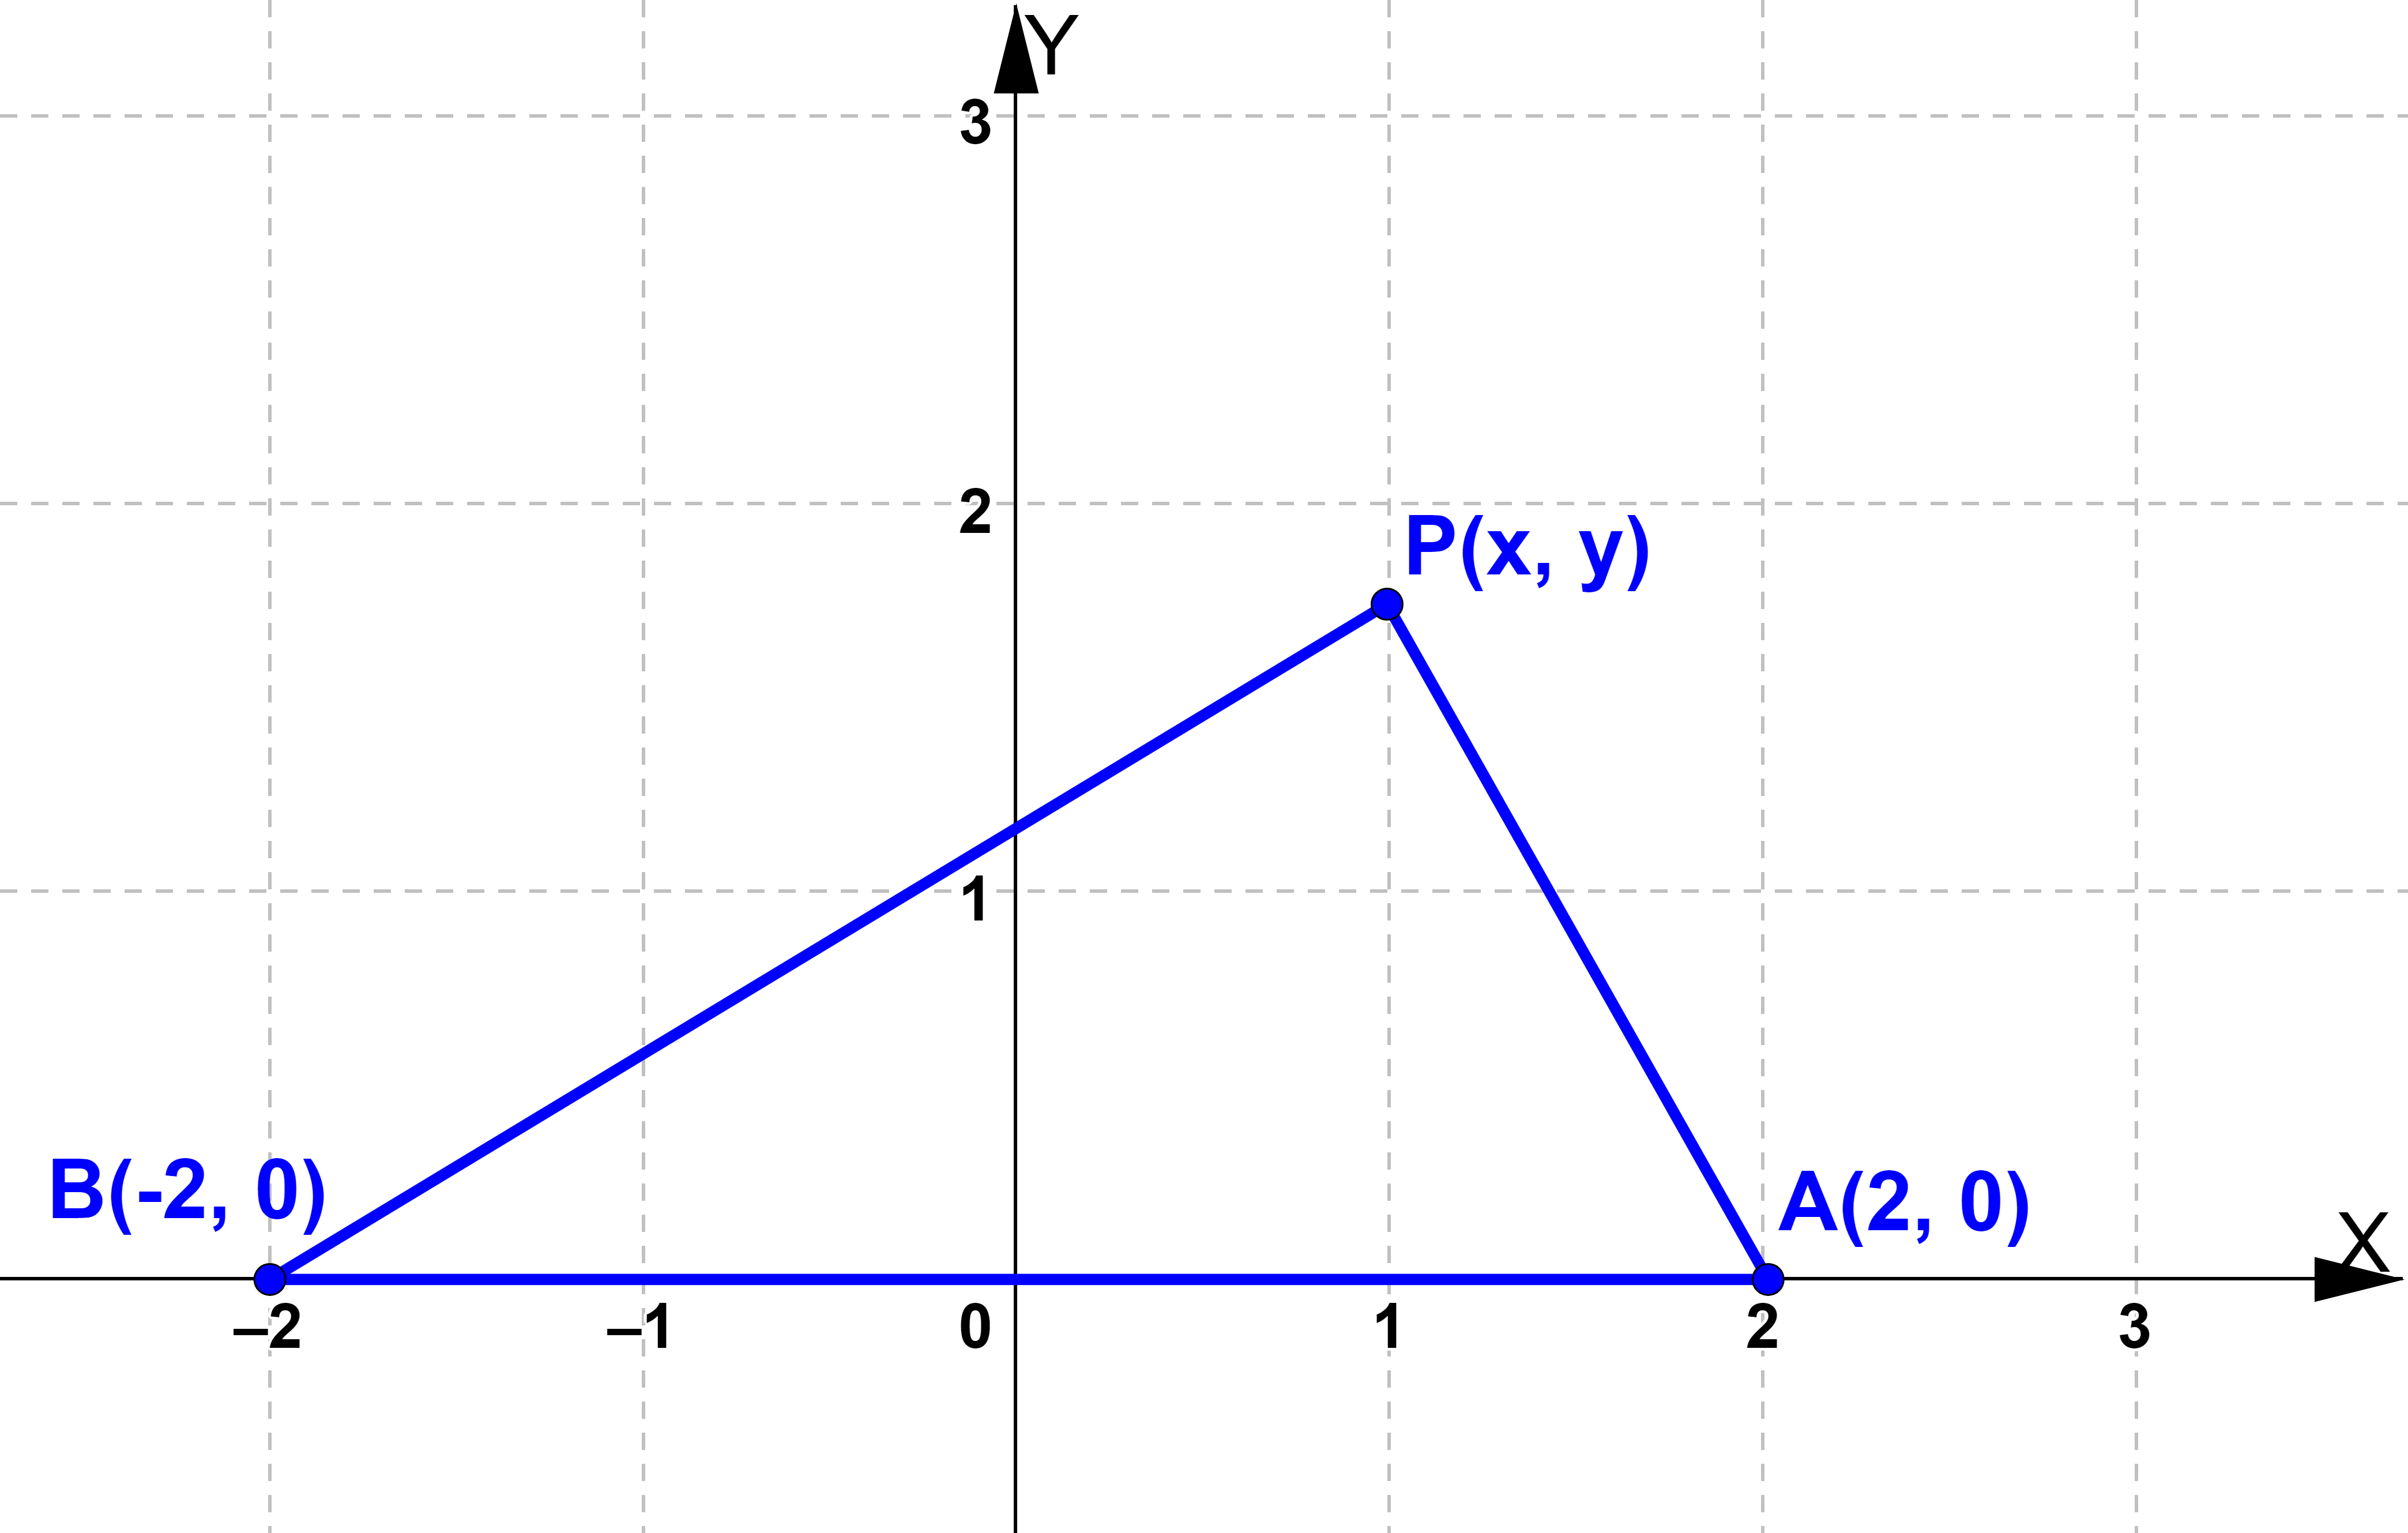 Y
3
2
P(x, y)
1
B(-2, 0)
A(2, 0)
X
–2 –1 0 1 2 3